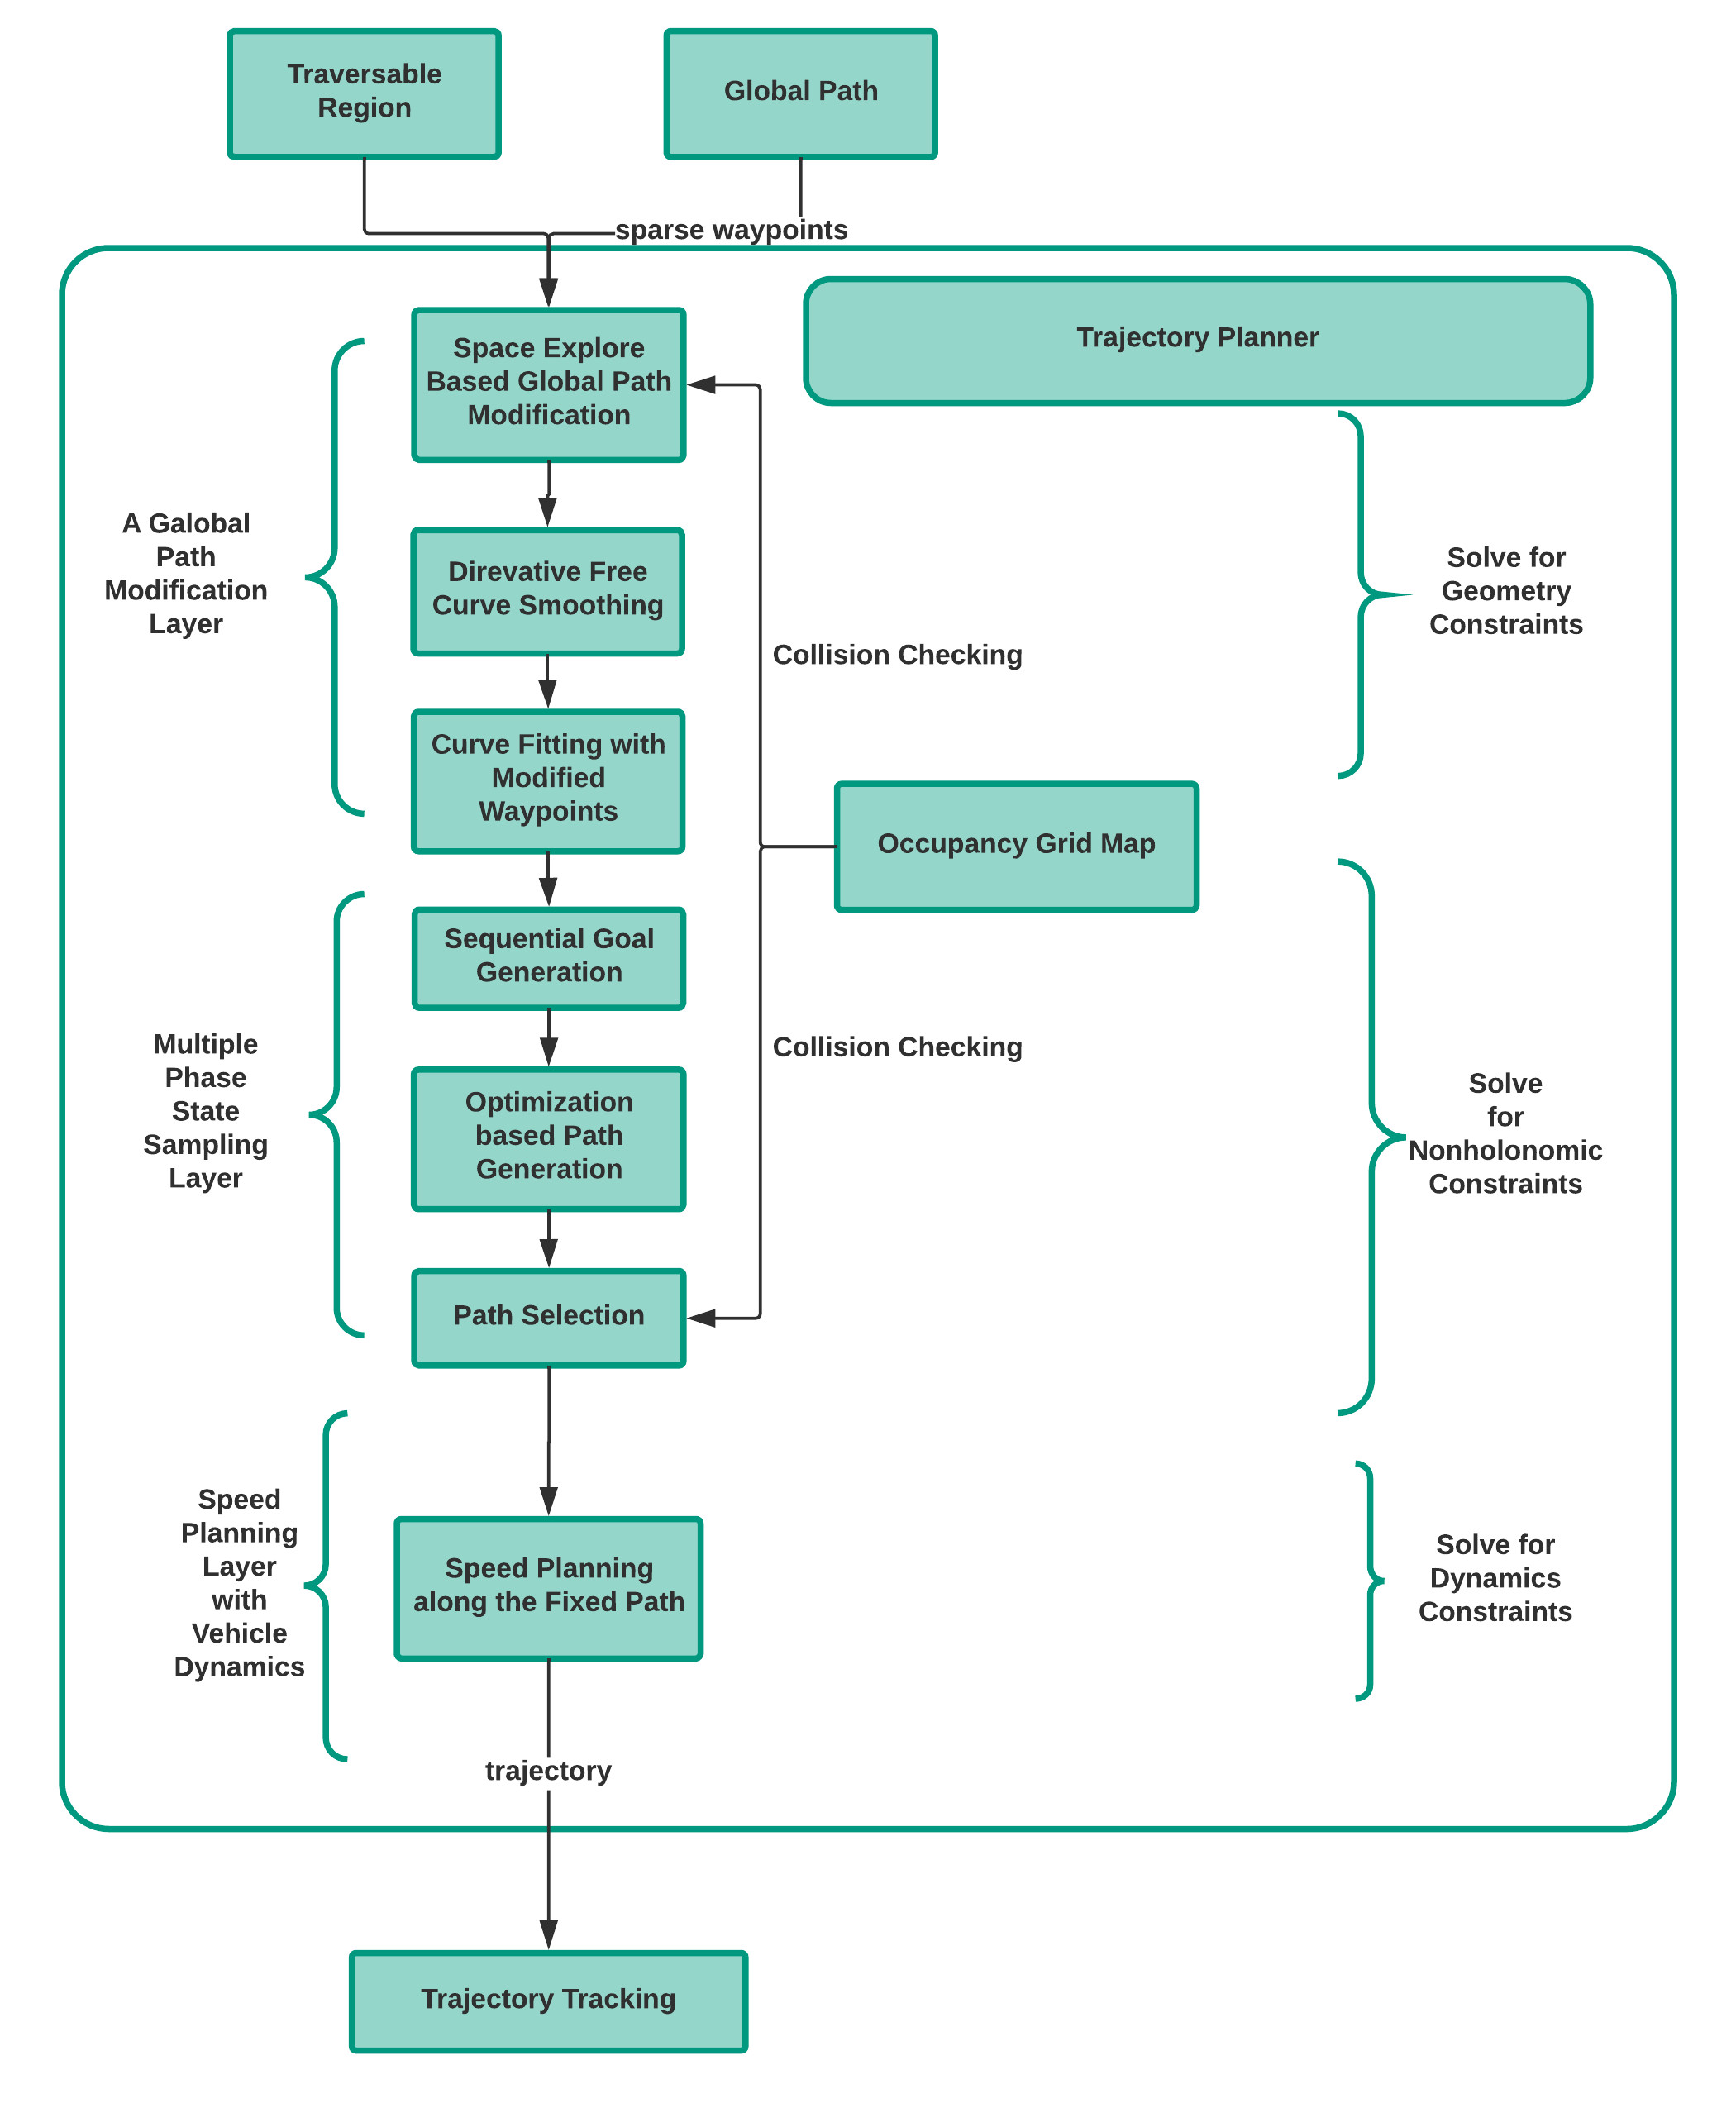 Traversable
Region
Global Path
sparse waypoints
Trajectory Planner
Space Explore
Based Global Path
Modification
A Galobal
Path
Modification
Layer
Direvative Free
Curve Smoothing
Solve for
Geometry
Constraints
Collision Checking
Curve Fitting with
Modified
Waypoints
Occupancy Grid Map
Sequential Goal
Generation
Multiple
Phase
State
Sampling
Layer
Collision Checking
Optimization
based Path
Generation
Solve
for
Nonholonomic
Constraints
Path Selection
Speed
Planning
Layer
with
Vehicle
Dynamics
Speed Planning
along the Fixed Path
Solve for
Dynamics
Constraints
trajectory
Trajectory Tracking